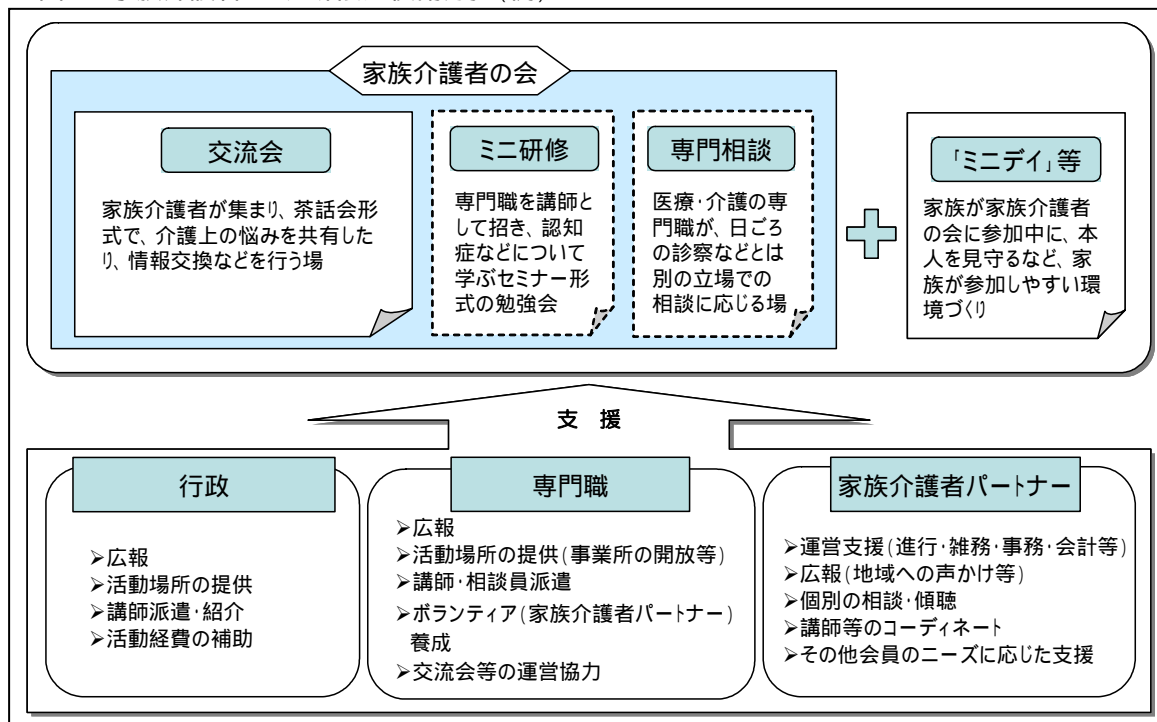 家族介護者の会
交流会
家族介護者が集まり、茶話会形
式で、介護上の悩みを共有した
り、情報交換などを行う場
ミニ研修
専門職を講師と
して招き、認知
症などについて
学ぶセミナー形
式の勉強会
専門相談
医療・介護の専
門職が、日ごろ
の診察などとは
別の立場での
相談に応じる場
「ミニデイ」等
家族が家族介護者
の会に参加中に、本
人を見守るなど、家
族が参加しやすい環
境づくり
支 援
行政
➢広報
➢活動場所の提供
➢講師派遣・紹介
➢活動経費の補助
専門職
➢広報
➢活動場所の提供(事業所の開放等)
➢講師・相談員派遣
➢ボランティア(家族介護者パートナー)
養成
➢交流会等の運営協力
家族介護者パートナー
➢運営支援(進行・雑務・事務・会計等)
➢広報(地域への声かけ等)
➢個別の相談・傾聴
➢講師等のコーディネート
➢その他会員のニーズに応じた支援